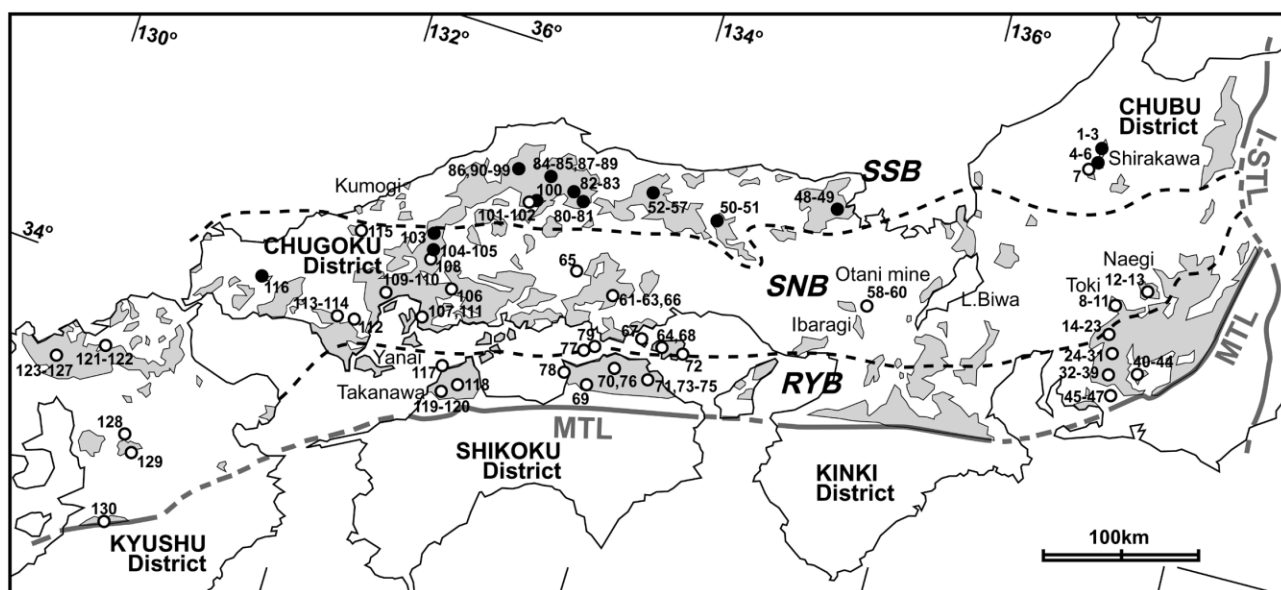 130°
132°
36°
134°
136°
CHUBU
District
1-3
4-6
7
Shirakawa
I-STL
84-85,87-89
86,90-99
82-83
100
SSB
Kumogi
101-102
80-81
52-57
50-51
48-49
34°
115
103
104-105
CHUGOKU
District
108
65
116
109-110
106
61-63,66
SNB
Otani mine
58-60
Naegi
12-13
Toki
8-11
L.Biwa
113-114
107,111
112
Ibaragi
14-23
MTL
121-122
123-127
79
67
64,68
77
72
24-31
40-44
32-39
Yanai
117
78
70,76
RYB
Takanawa
118
69
71,73-75
119-120
45-47
MTL
128
129
SHIKOKU
District
KINKI
District
130
KYUSHU
District
100km